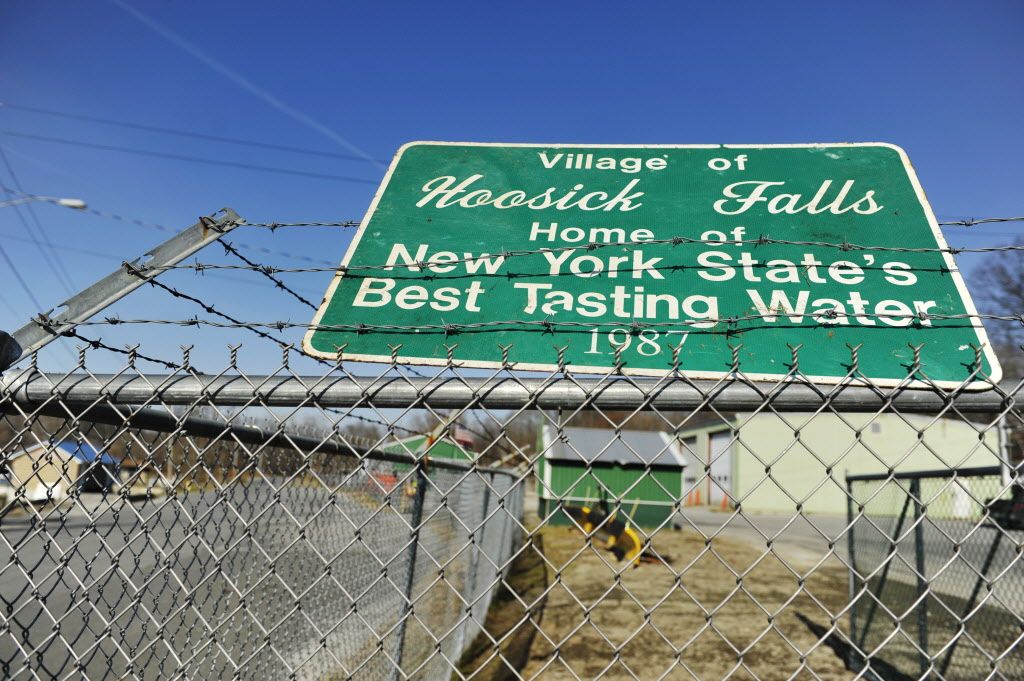 Village of
Hoosick Falls
Home of
New York State's
Best Tasting Water
1987